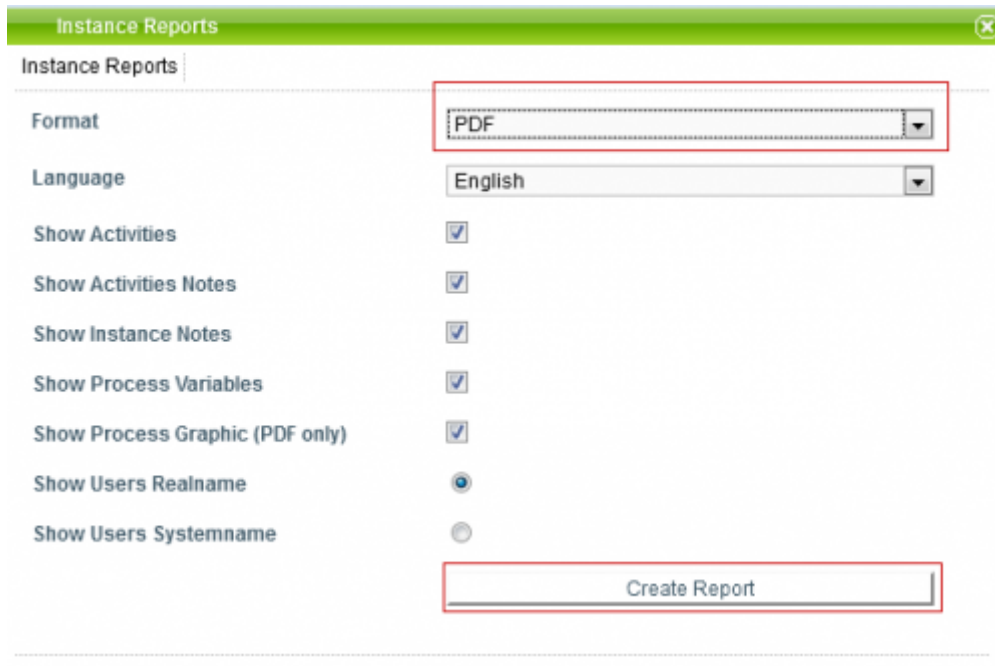 Instance Reports
Instance Reports
Format PDF
Language English
Show Activities
Show Activities Notes
Show Instance Notes
Show Process Variables
Show Process Graphic (PDF only)
Show Users Realname
Show Users Systemname
Create Report